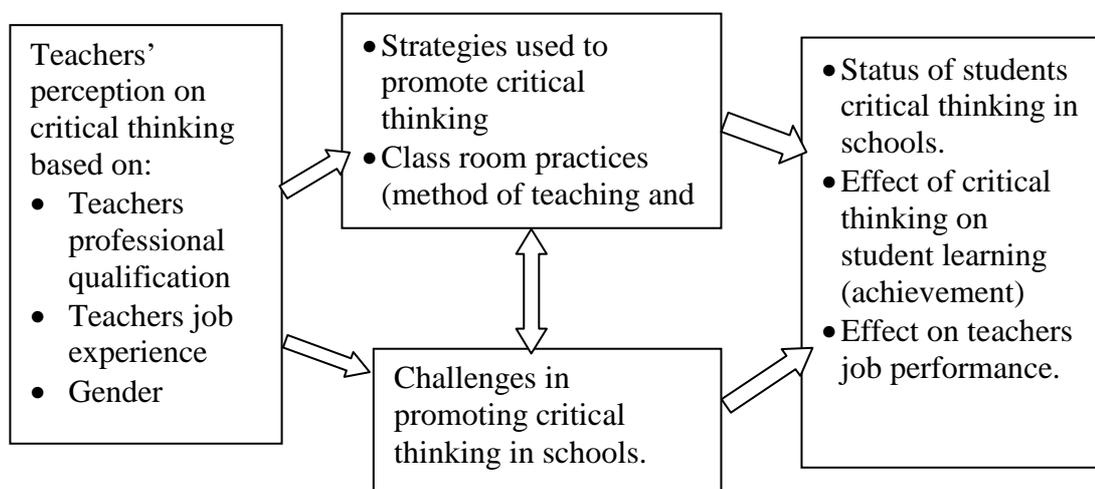 Teachers’
perception on
critical thinking
based on:
• Teachers
professional
qualification
• Teachers job
experience
• Gender
• Strategies used to
promote critical
thinking
• Class room practices
(method of teaching and
Challenges in
promoting critical
thinking in schools.
• Status of students
critical thinking in
schools.
• Effect of critical
thinking on
student learning
(achievement)
• Effect on teachers
job performance.